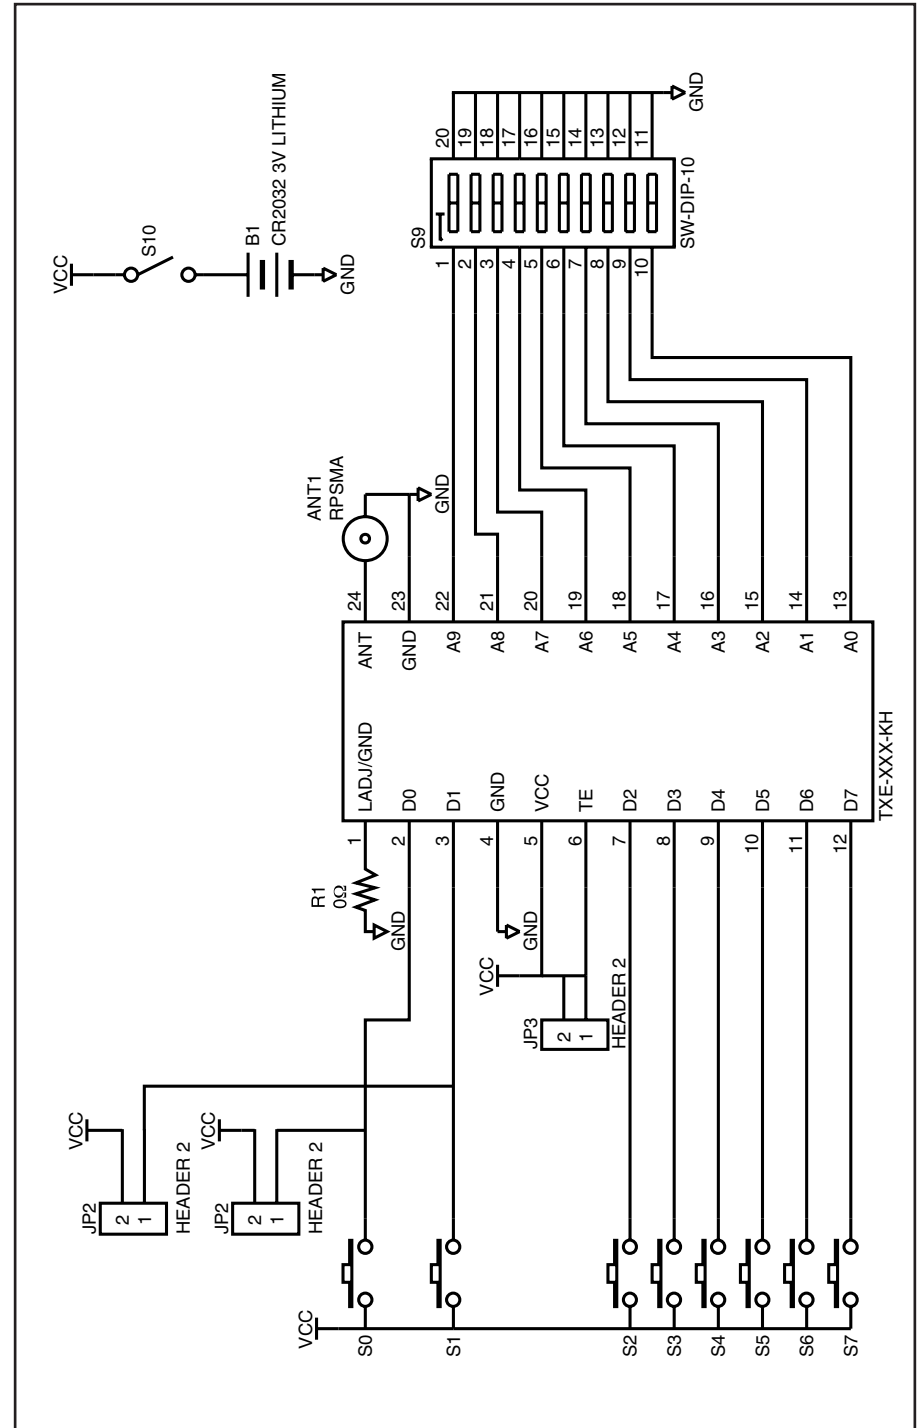 VCC
S10
B1
CR2032 3V LITHIUM
GND
GND
20
19
18
17
16
15
14
13
12
11
S9
SW-DIP-10
1
2
3
4
5
6
7
8
9
10
ANT1
RPSMA
GND
24
23
22
21
20
19
18
17
16
15
14
13
ANT
GND
A9
A8
A7
A6
A5
A4
A3
A2
A1
A0
LADJ/GND
D0
D1
GND
VCC
TE
D2
D3
D4
D5
D6
D7
TXE-XXX-KH
1
2
3
4
5
6
7
8
9
10
11
12
R1
0Ω
GND
GND
VCC
JP3
2
1
HEADER 2
VCC
JP2
2
1
HEADER 2
VCC
JP2
2
1
HEADER 2
VCC
S0
S1
S2
S3
S4
S5
S6
S7